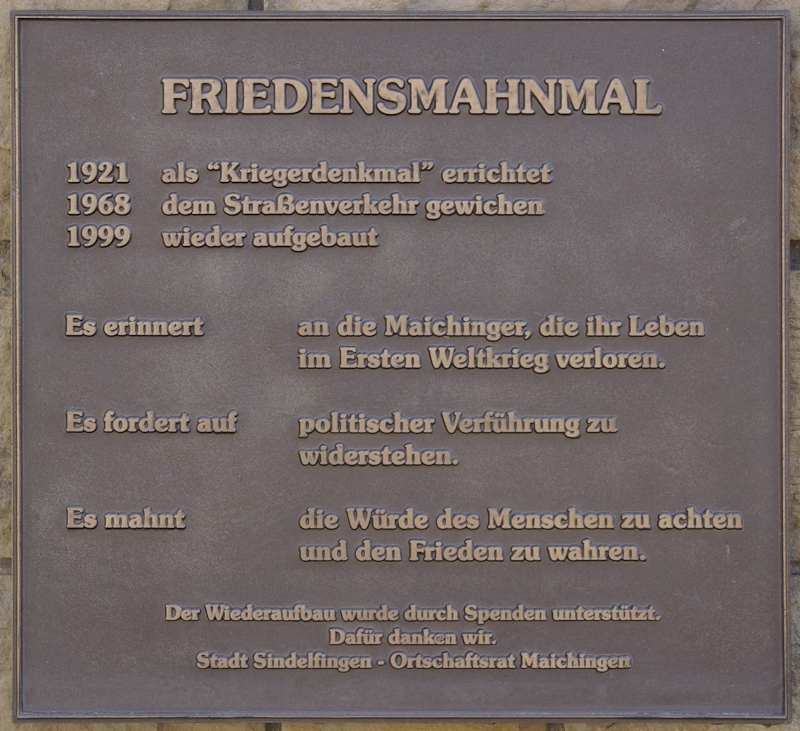 FRIEDENSMAHNMAL
1921 als “Kriegerdenkmal” errichtet
1968 dem Straßenverkehr gewichen
1999 wieder aufgebaut
Es erinnert an die Maichinger, die ihr Leben
im Ersten Weltkrieg verloren.
Es fordert auf politischer Verführung zu
widerstehen.
Es mahnt die Würde des Menschen zu achten
und den Frieden zu wahren.
Der Wiederaufbau wurde durch Spenden unterstützt.
Dafür danken wir.
Stadt Sindelfingen - Ortschaftsrat Maichingen